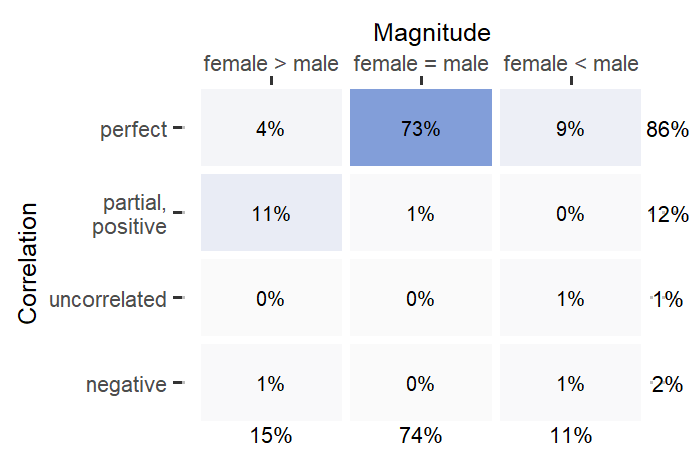 Magnitude
female > male female = male female < male
perfect 4% 73% 9% 86%
partial,
positive 11% 1% 0% 12%
Correlation
uncorrelated 0% 0% 1% 1%
negative 1% 0% 1% 2%
15% 74% 11%